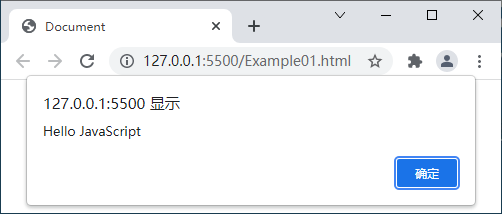 Document
127.0.0.1:5500/Example01.html
127.0.0.1:5500 显示
Hello JavaScript
确定